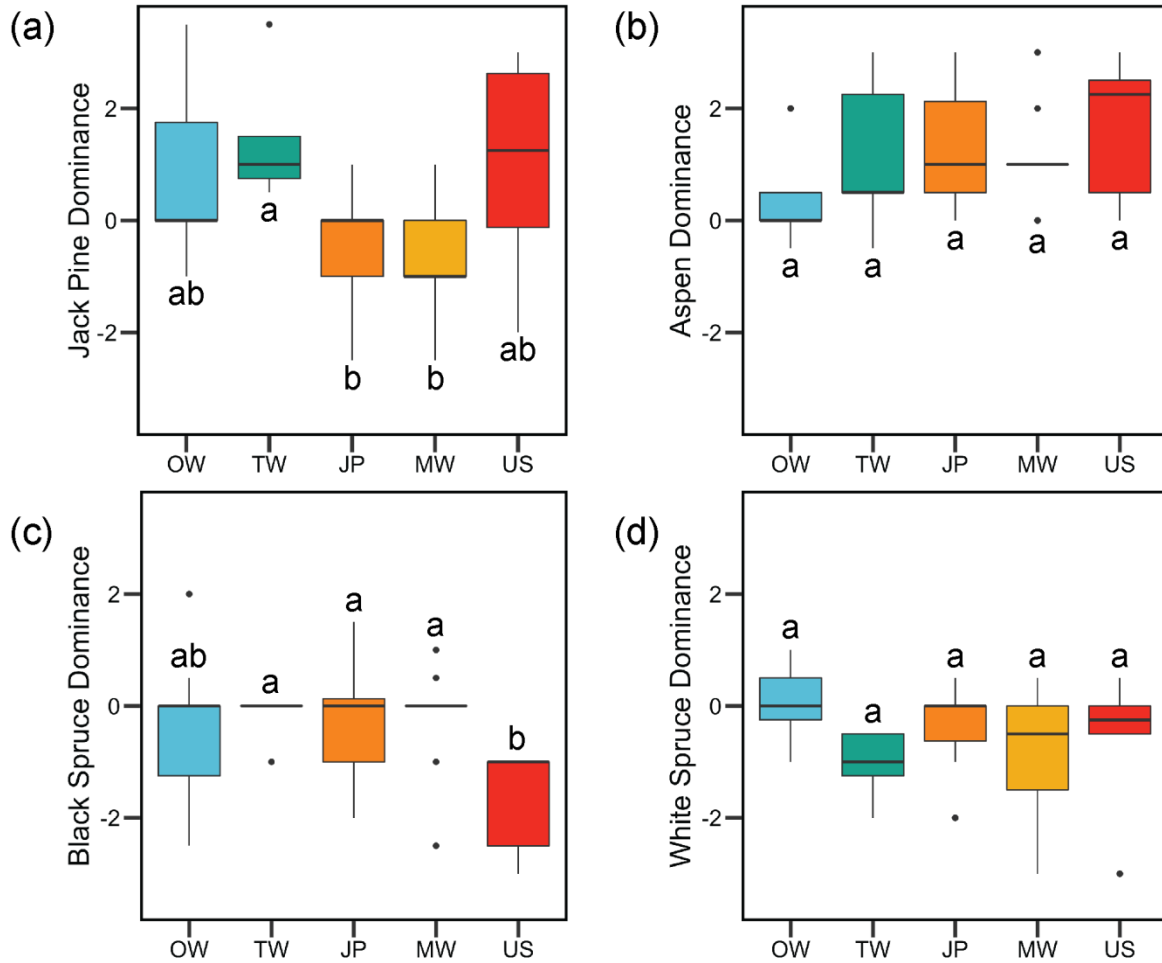 (a)
Jack Pine Dominance
2
0
-2
ab
a
b
b
ab
OW TW JP MW US
(b)
Aspen Dominance
2
0
-2
a
a
a
a
a
OW TW JP MW US
(c)
Black Spruce Dominance
2
0
-2
ab
a
a
a
b
OW TW JP MW US
(d)
White Spruce Dominance
2
0
-2
a
a
a
a
a
OW TW JP MW US